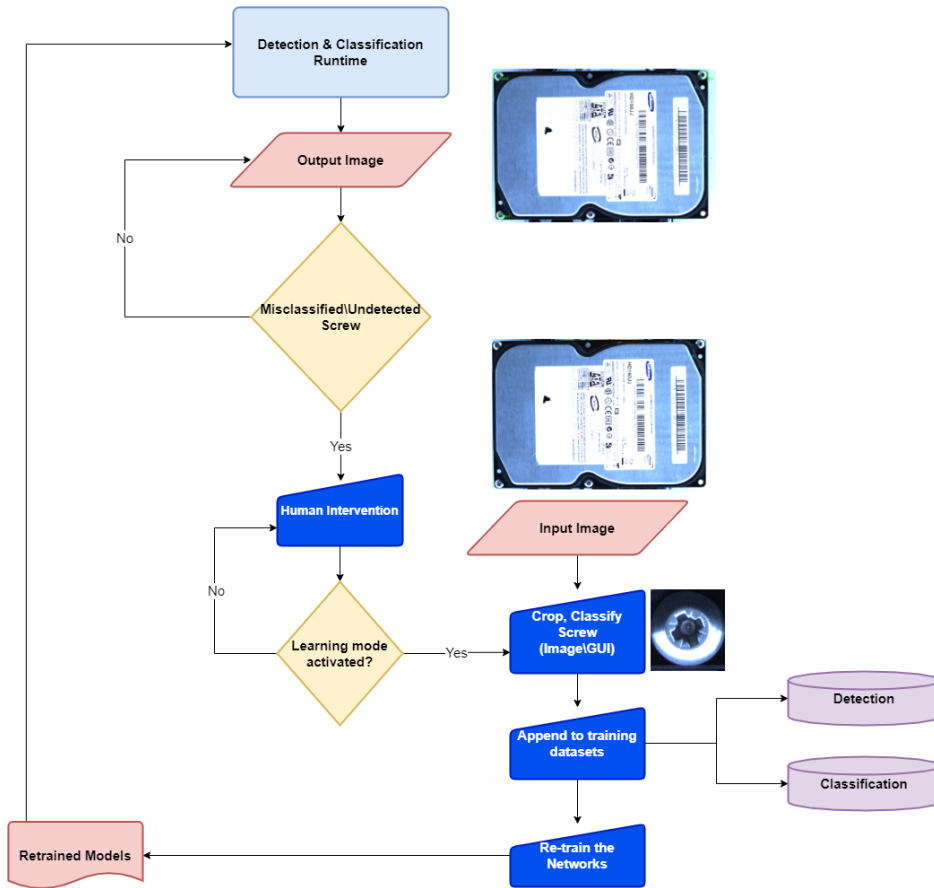 Detection & Classification
Runtime
Output Image
No
Misclassified\Undetected
Screw
Yes
Human Intervention
Input Image
No
Learning mode
activated?
Yes
Crop, Classify
Screw
(Image\GUI)
Append to training
datasets
Detection
Classification
Re-train the
Networks
Retrained Models